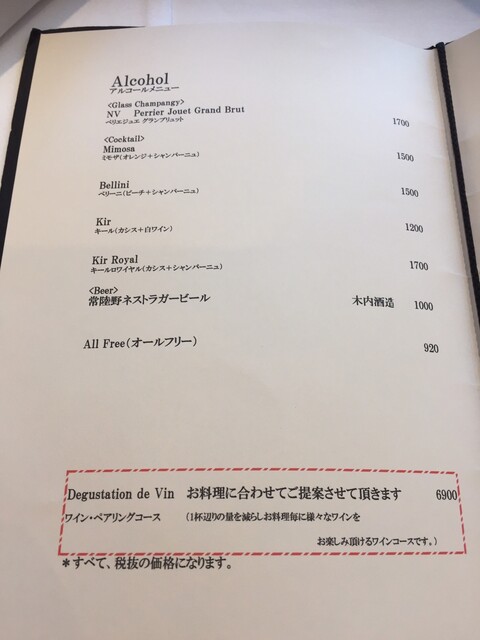 Alcohol
アルコールメニュー
<Glass Champangy>
NV Perrier Jouet Grand Brut
ペリエジュエ グランブリュット 1700
<Cocktail>
Mimosa
ミモザ(オレンジ+シャンパーニュ) 1500
Bellini
ベリーニ(ピーチ+シャンパーニュ) 1500
Kir
キール(カシス+白ワイン) 1200
Kir Royal
キールロワイヤル(カシス+シャンパーニュ) 1700
<Beer>
常陸野ネストラガービール 木内酒造 1000
All Free(オールフリー) 920
Degustation de Vin お料理に合わせてご提案させて頂きます 6900
ワイン・ペアリングコース (1杯辺りの量を減らしお料理毎に様々なワインを
お楽しみ頂けるワインコースです。)
*すべて、税抜の価格になります。